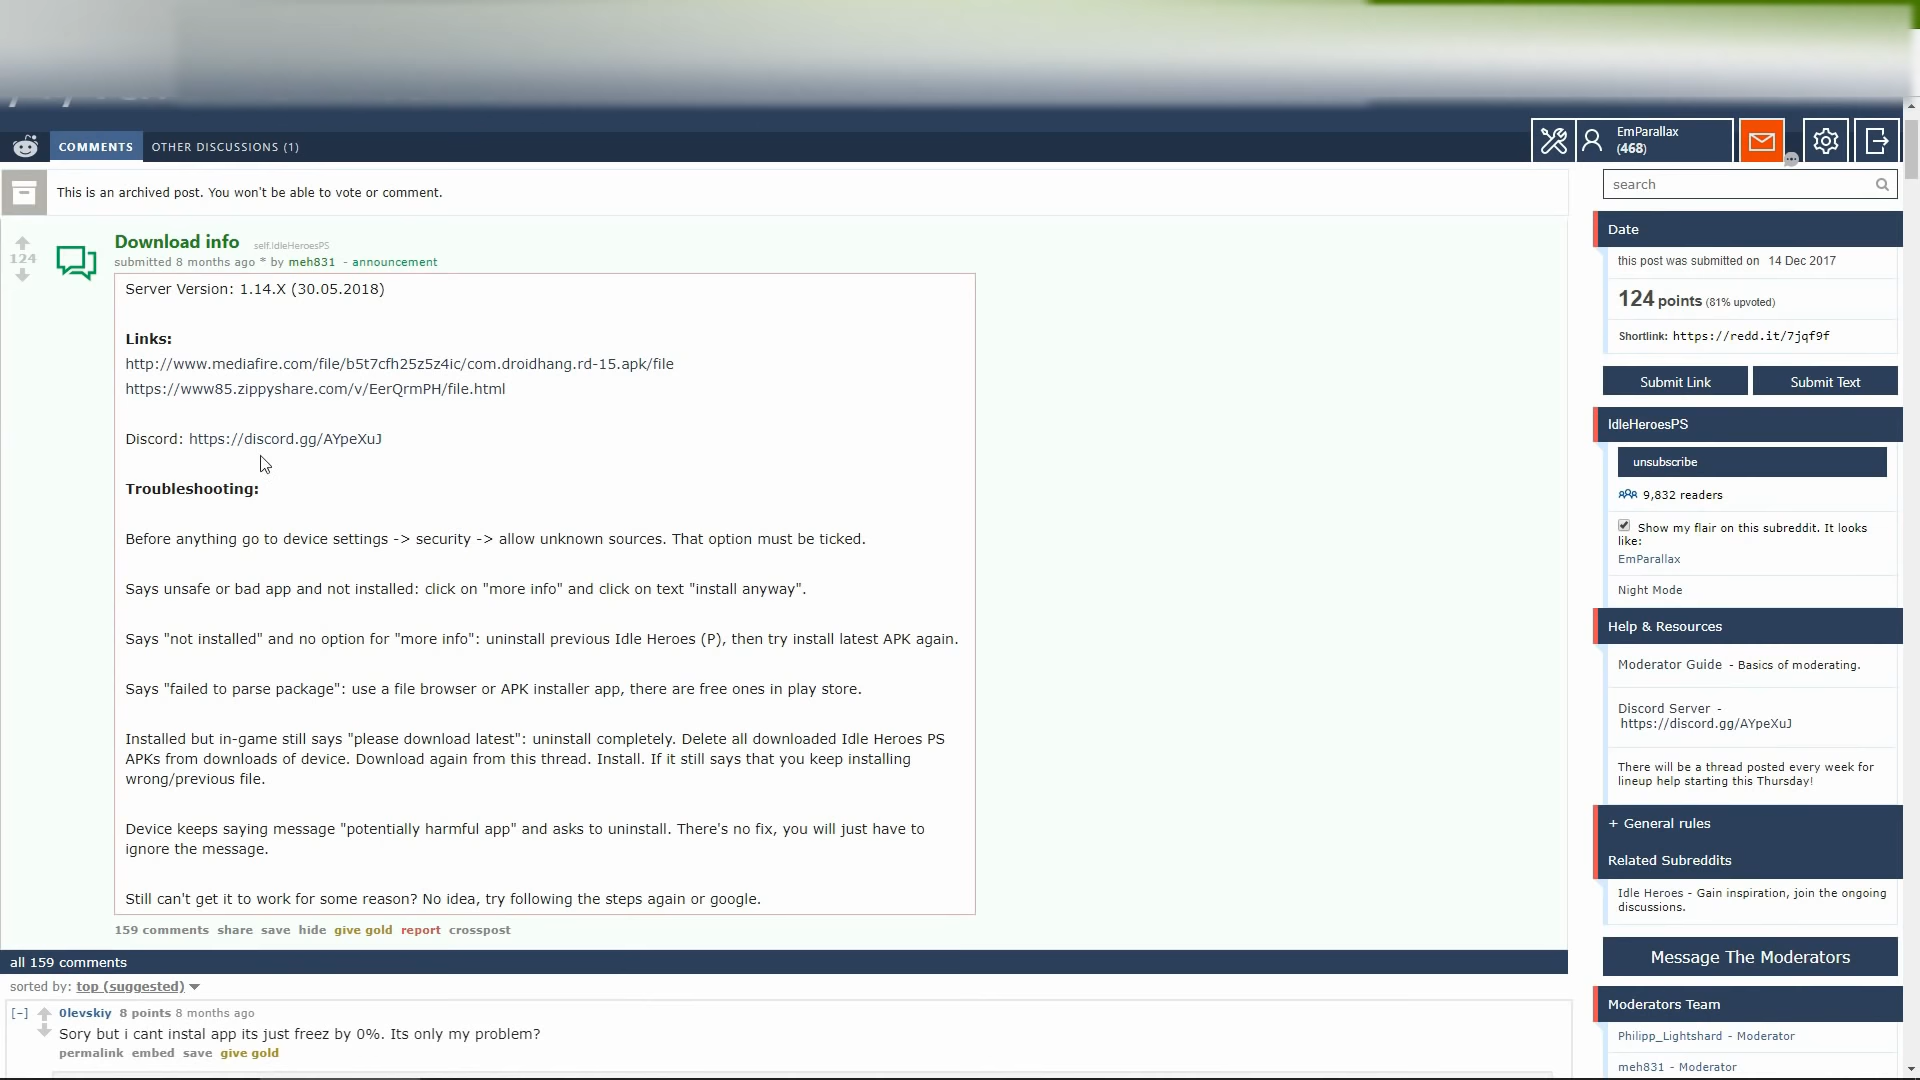 COMMENTS
OTHER DISCUSSIONS (1)
EmParallax
(468)
This is an archived post. You won't be able to vote or comment.
search
124
Download info self.IdleHeroesPS
submitted 8 months ago * by meh831 - announcement
Server Version: 1.14.X (30.05.2018)
Links:
http://www.mediafire.com/file/b5t7cfh25z5z4ic/com.droidhang.rd-15.apk/file
https://www85.zippyshare.com/v/EerQrmPH/file.html
Discord: https://discord.gg/AYpeXuJ
Troubleshooting:
Before anything go to device settings -> security -> allow unknown sources. That option must be ticked.
Says unsafe or bad app and not installed: click on "more info" and click on text "install anyway".
Says "not installed" and no option for "more info": uninstall previous Idle Heroes (P), then try install latest APK again.
Says "failed to parse package": use a file browser or APK installer app, there are free ones in play store.
Installed but in-game still says "please download latest": uninstall completely. Delete all downloaded Idle Heroes PS
APKs from downloads of device. Download again from this thread. Install. If it still says that you keep installing
wrong/previous file.
Device keeps saying message "potentially harmful app" and asks to uninstall. There's no fix, you will just have to
ignore the message.
Still can't get it to work for some reason? No idea, try following the steps again or google.
159 comments share save hide give gold report crosspost
all 159 comments
sorted by: top (suggested)
[-] 0levskiy 8 points 8 months ago
Sory but i cant instal app its just freez by 0%. Its only my problem?
permalink embed save give gold
Date
this post was submitted on 14 Dec 2017
124 points (81% upvoted)
Shortlink: https://redd.it/7jqf9f
Submit Link
Submit Text
IdleHeroesPS
unsubscribe
9,832 readers
Show my flair on this subreddit. It looks
like:
EmParallax
Night Mode
Help & Resources
Moderator Guide - Basics of moderating.
Discord Server -
https://discord.gg/AYpeXuJ
There will be a thread posted every week for
lineup help starting this Thursday!
+ General rules
Related Subreddits
Idle Heroes - Gain inspiration, join the ongoing
discussions.
Message The Moderators
Moderators Team
Philipp_Lightshard - Moderator
meh831 - Moderator